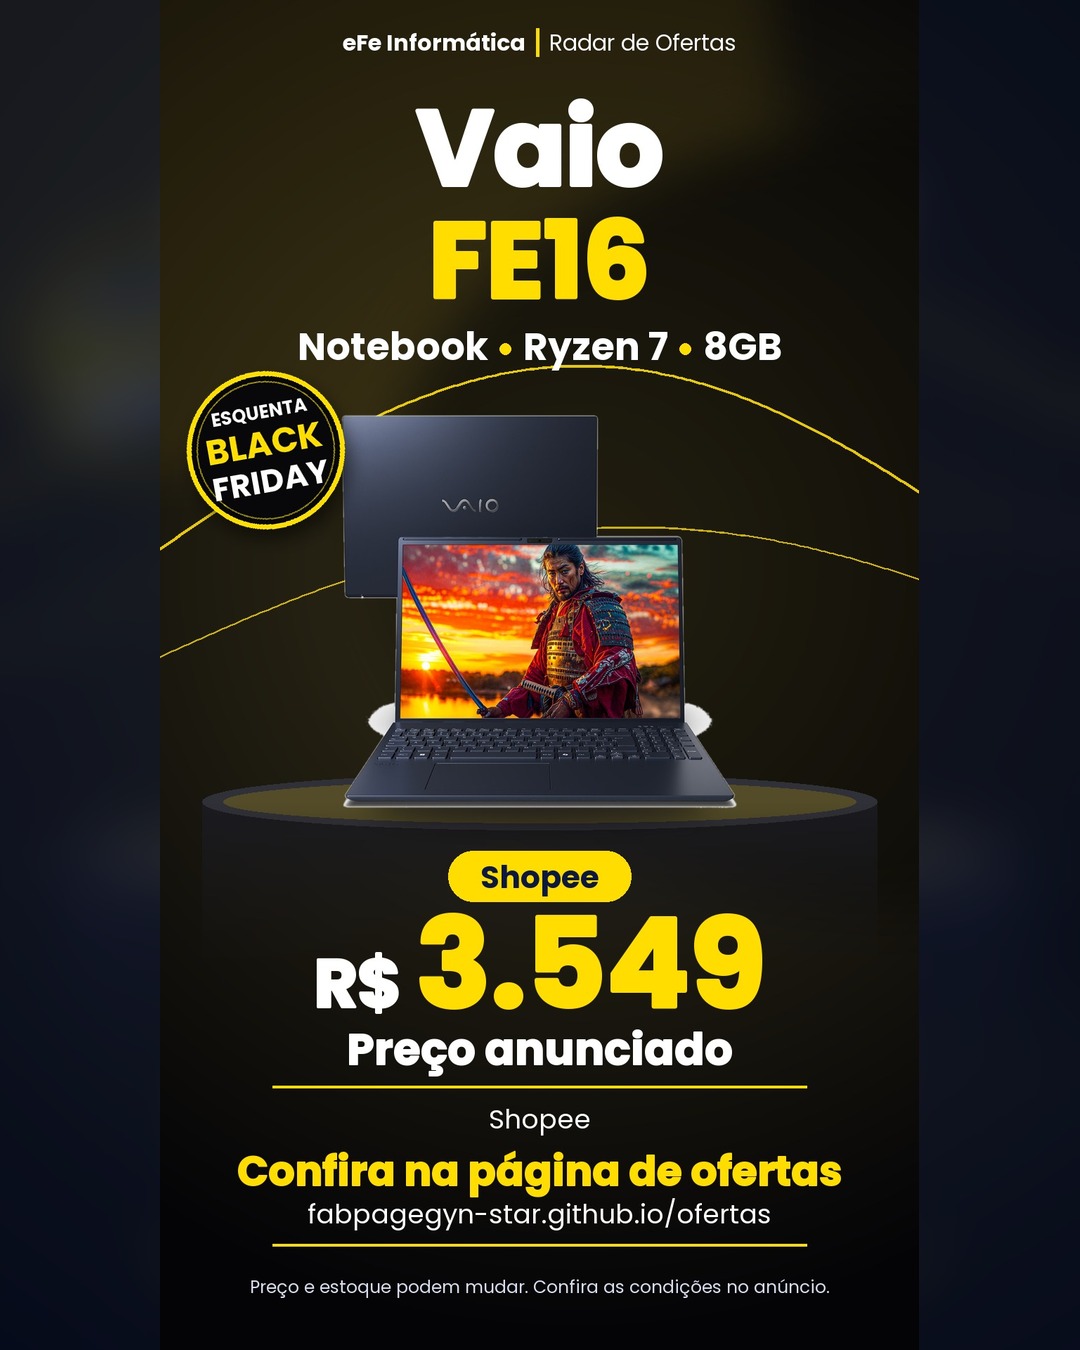 eFe Informática | Radar de Ofertas
Vaio
FE16
Notebook • Ryzen 7 • 8GB
ESQUENTA
BLACK
FRIDAY
VAIO
Shopee
R$ 3.549
Preço anunciado
Shopee
Confira na página de ofertas
fabpagegyn-star.github.io/ofertas
Preço e estoque podem mudar. Confira as condições no anúncio.